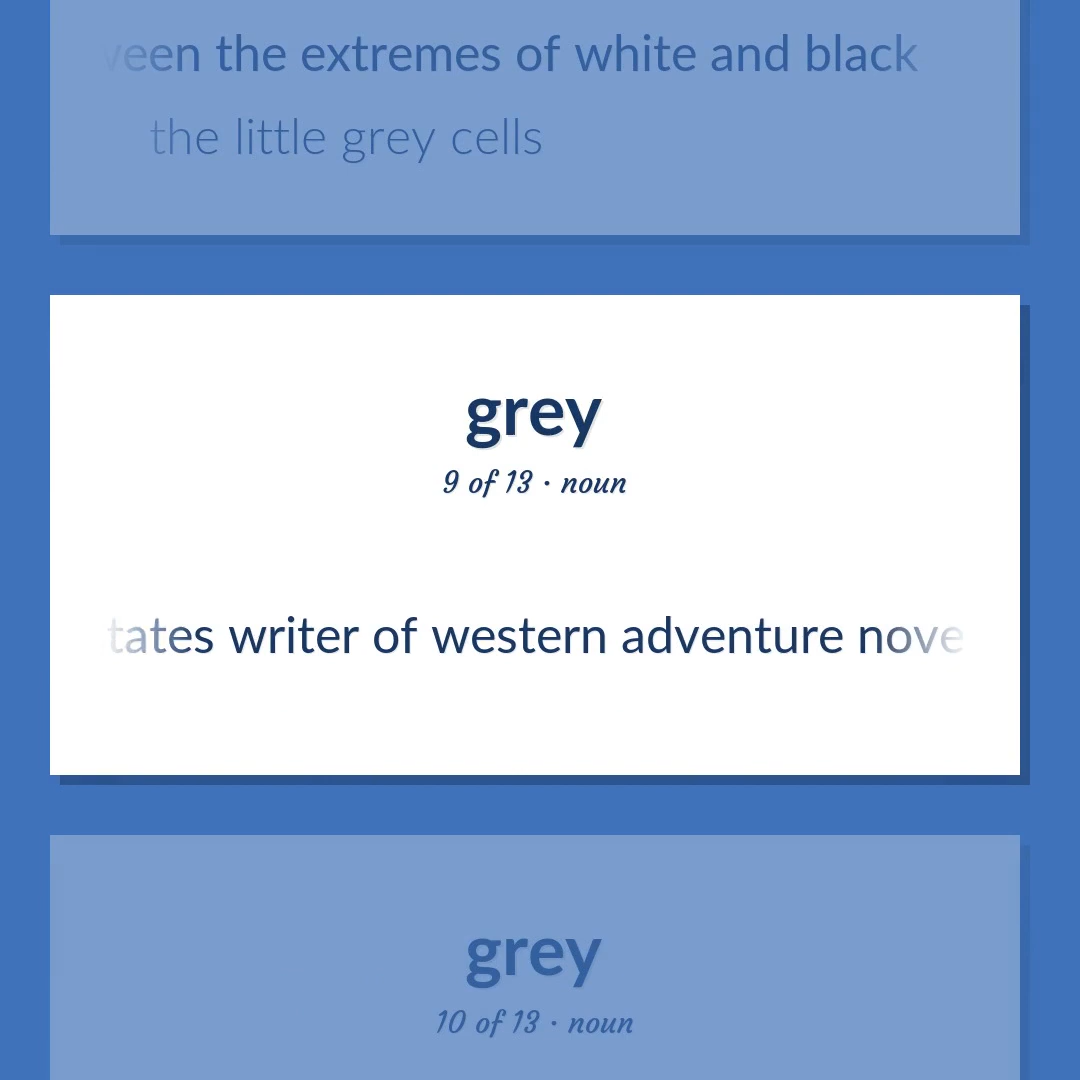 veen the extremes of white and black
the little grey cells
grey
9 of 13 · noun
tates writer of western adventure nove
grey
10 of 13 · noun